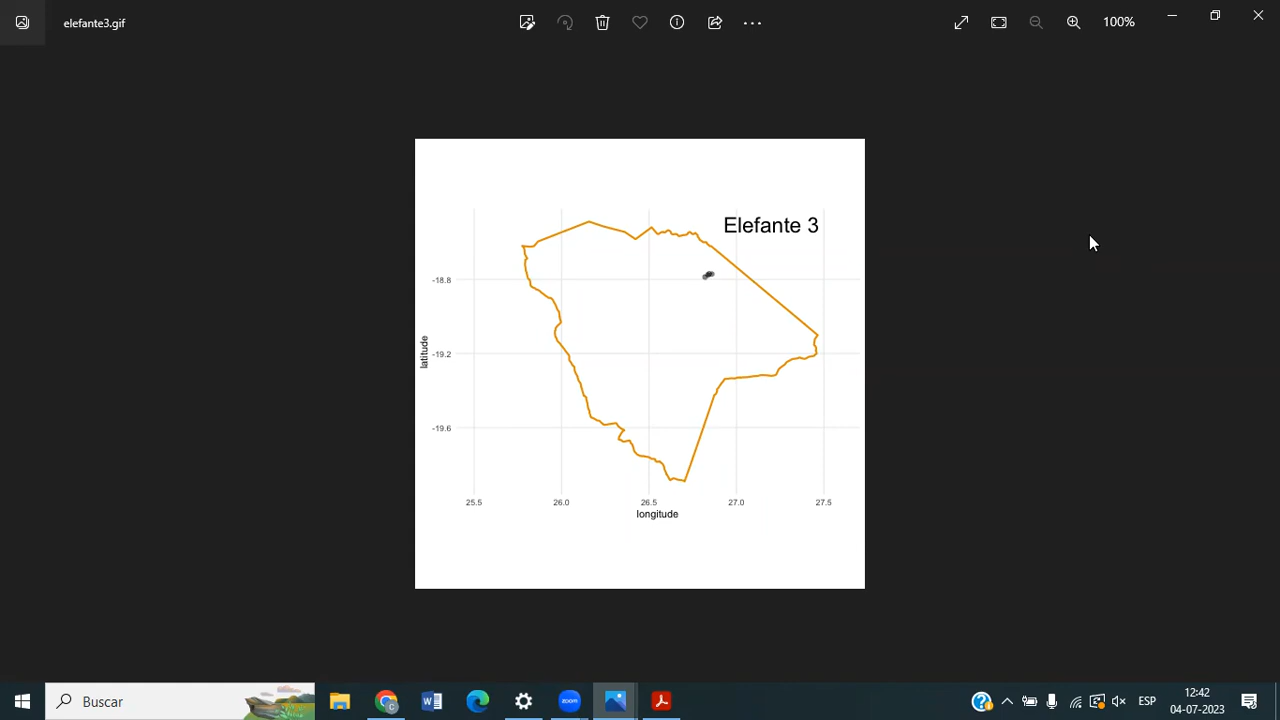 elefante3.gif
100%
Elefante 3
-18.8
latitude
-19.2
-19.6
25.5 26.0 26.5 27.0 27.5
longitude
Buscar
zoom
ESP
12:42
04-07-2023